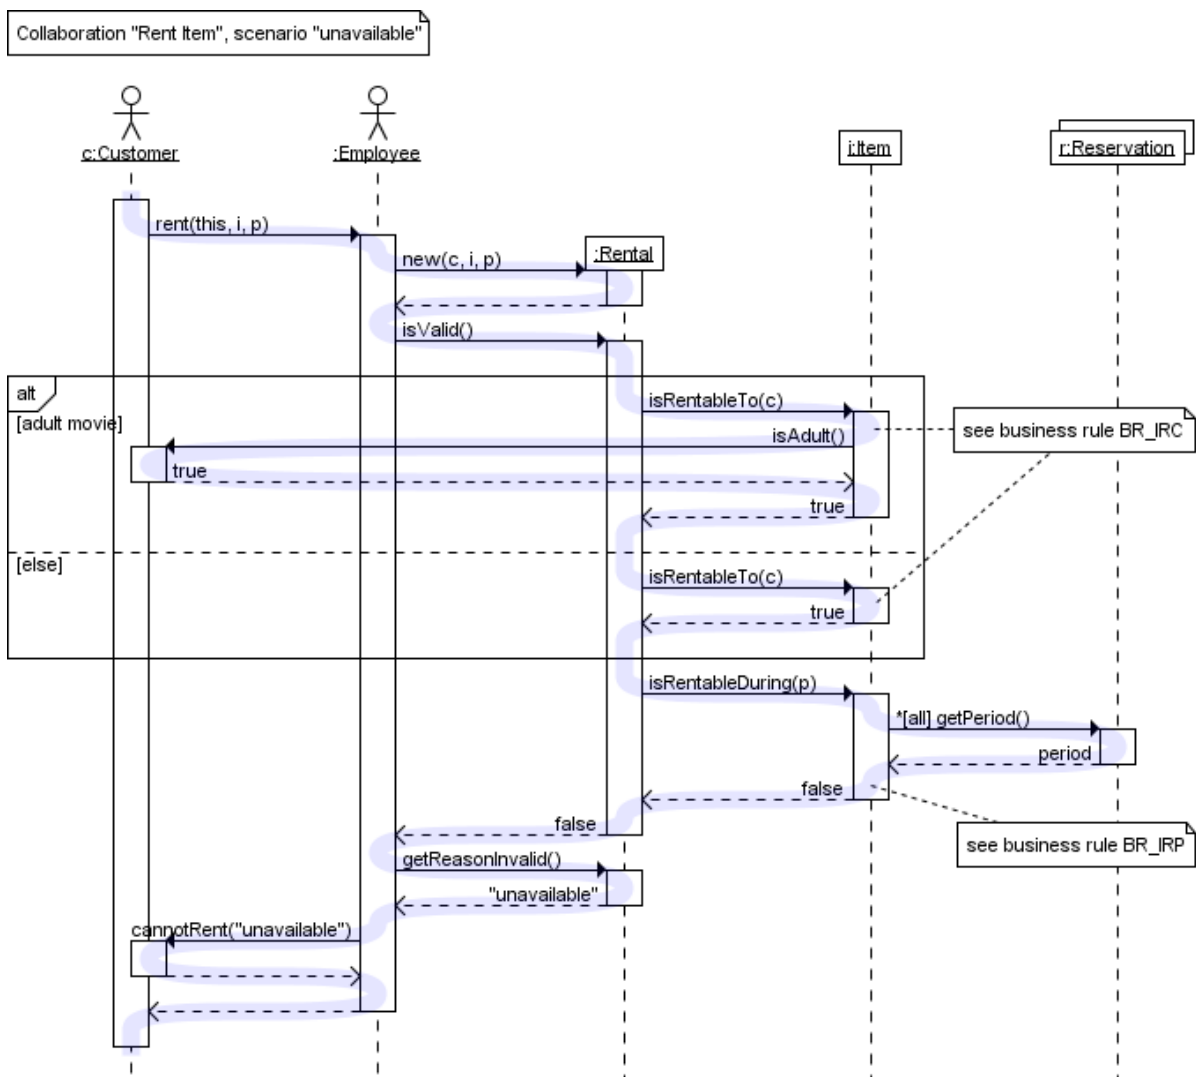 Collaboration "Rent Item", scenario "unavailable"
c:Customer
:Employee
i:Item
r:Reservation
rent(this, i, p)
:Rental
new(c, i, p)
isValid()
alt
[adult movie]
isRentableTo(c)
see business rule BR_IRC
isAdult()
true
true
[else]
isRentableTo(c)
true
isRentableDuring(p)
*[all] getPeriod()
period
false
false
see business rule BR_IRP
getReasonInvalid()
"unavailable"
cannotRent("unavailable")